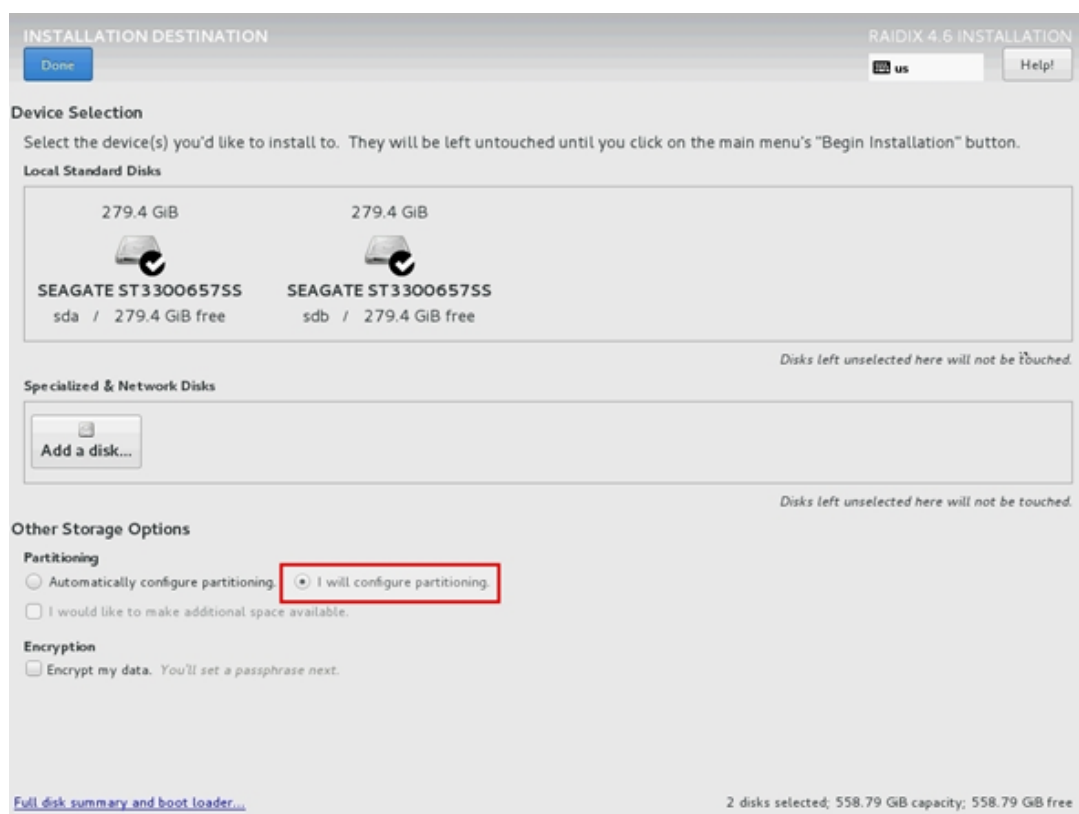 INSTALLATION DESTINATION
RAIDIX 4.6 INSTALLATION
Done
us
Help!
Device Selection
Select the device(s) you'd like to install to. They will be left untouched until you click on the main menu's "Begin Installation" button.
Local Standard Disks
279.4 GiB
279.4 GiB
SEAGATE ST3300657SS
SEAGATE ST3300657SS
sda / 279.4 GiB free
sdb / 279.4 GiB free
Disks left unselected here will not be touched.
Specialized & Network Disks
Add a disk...
Disks left unselected here will not be touched.
Other Storage Options
Partitioning
Automatically configure partitioning.
I will configure partitioning.
I would like to make additional space available.
Encryption
Encrypt my data. You'll set a passphrase next.
Full disk summary and boot loader...
2 disks selected; 558.79 GiB capacity; 558.79 GiB free